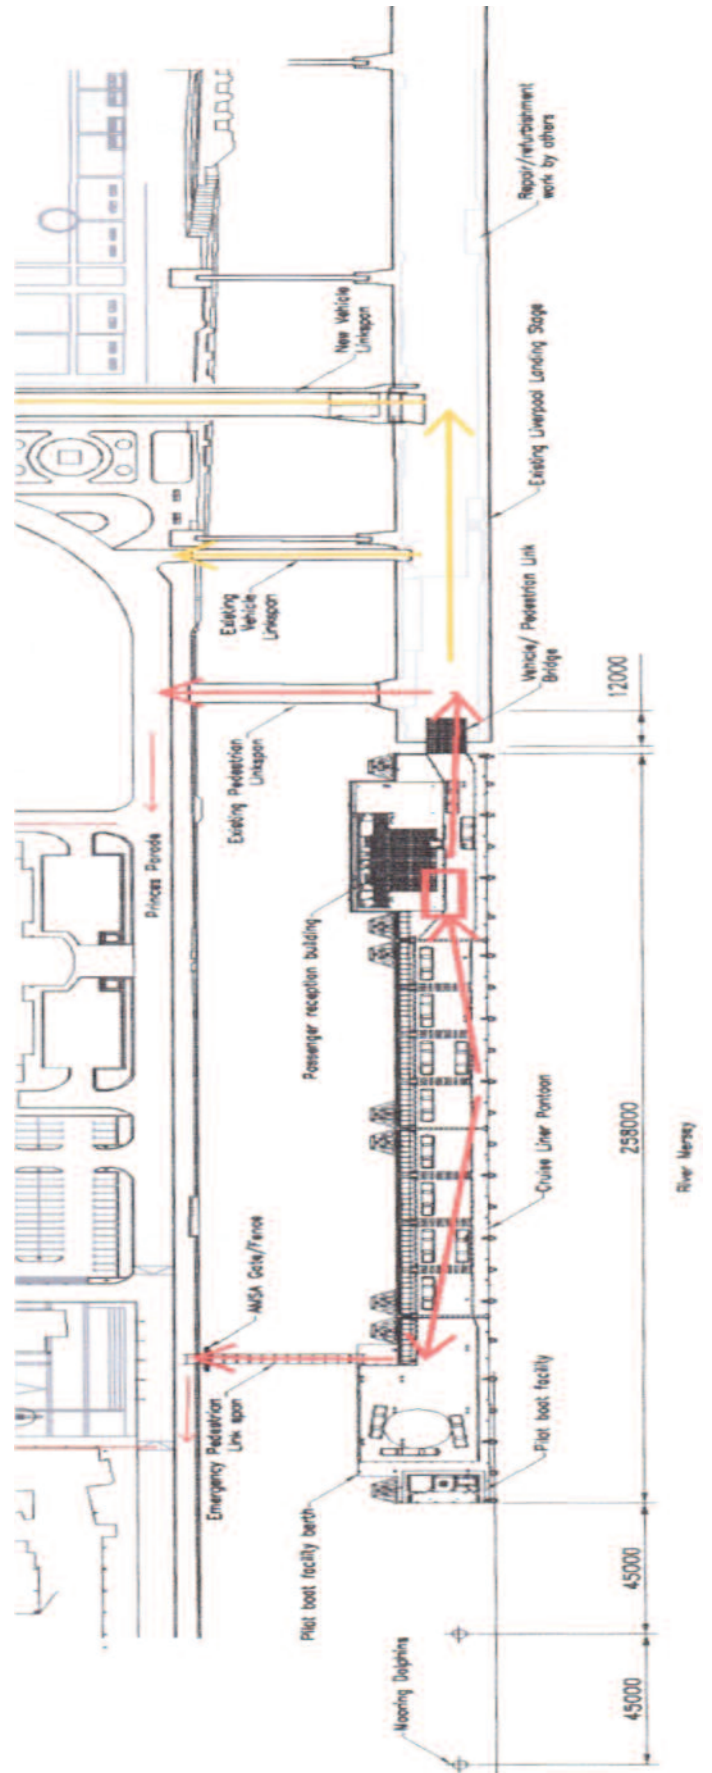 Repair/refurbishment
work by others
New Vehicle
Linkspan
Existing Liverpool Landing Stage
Existing
Vehicle
Linkspan
Vehicle/ Pedestrian Link
Bridge
12000
Existing Pedestrian
Linkspan
Princes Parade
Passenger reception building
258000
Cruise Liner Pontoon
River Mersey
AMSA Gate/Fence
Emergency Pedestrian
Link span
Pilot boat facility
Pilot boat facility berth
45000
Mooring Dolphins
45000